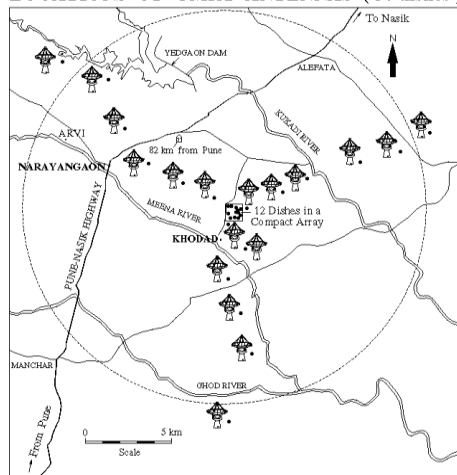 To Nasik
N
YEDGAON DAM
ALEFATA
KUKADI RIVER
ARVI
82 km from Pune
NARAYANGAON
MEENA RIVER
12 Dishes in a
Compact Array
KHODAD
PUNE-NASIK HIGHWAY
MANCHAR
GHOD RIVER
From Pune
0 5 km
Scale